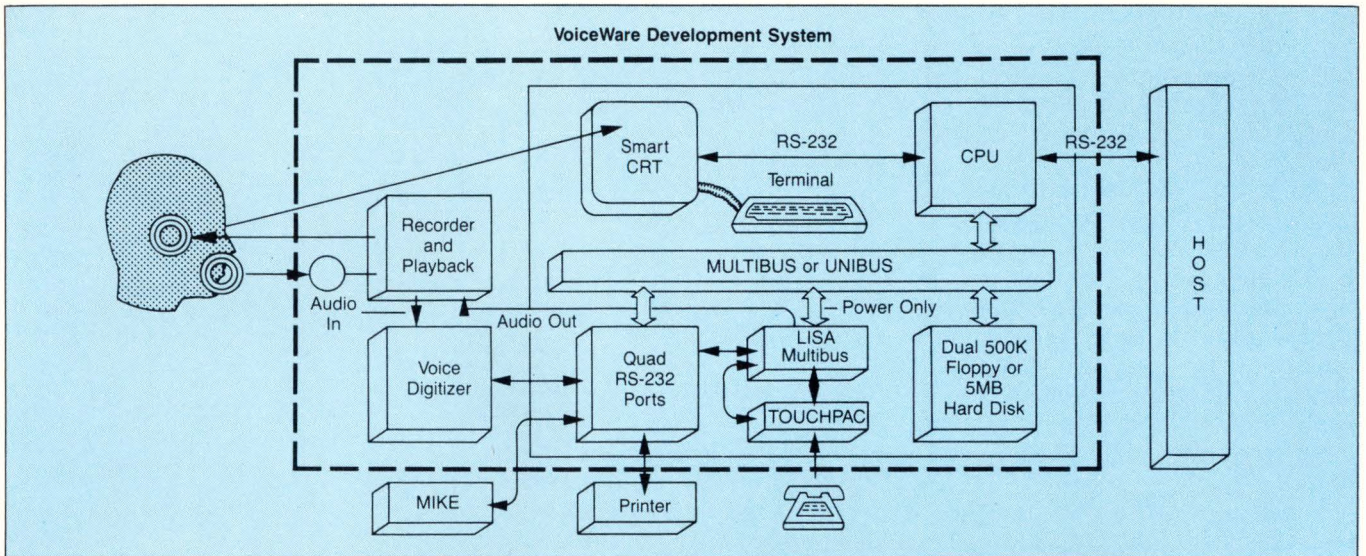 VoiceWare Development System
Smart
CRT
RS-232
CPU
RS-232
Terminal
Recorder
and
Playback
MULTIBUS or UNIBUS
Audio
In
Audio Out
Power Only
Voice
Digitizer
Quad
RS-232
Ports
LISA
Multibus
TOUCHPAC
Dual 500K
Floppy or
5MB
Hard Disk
H
O
S
T
MIKE
Printer